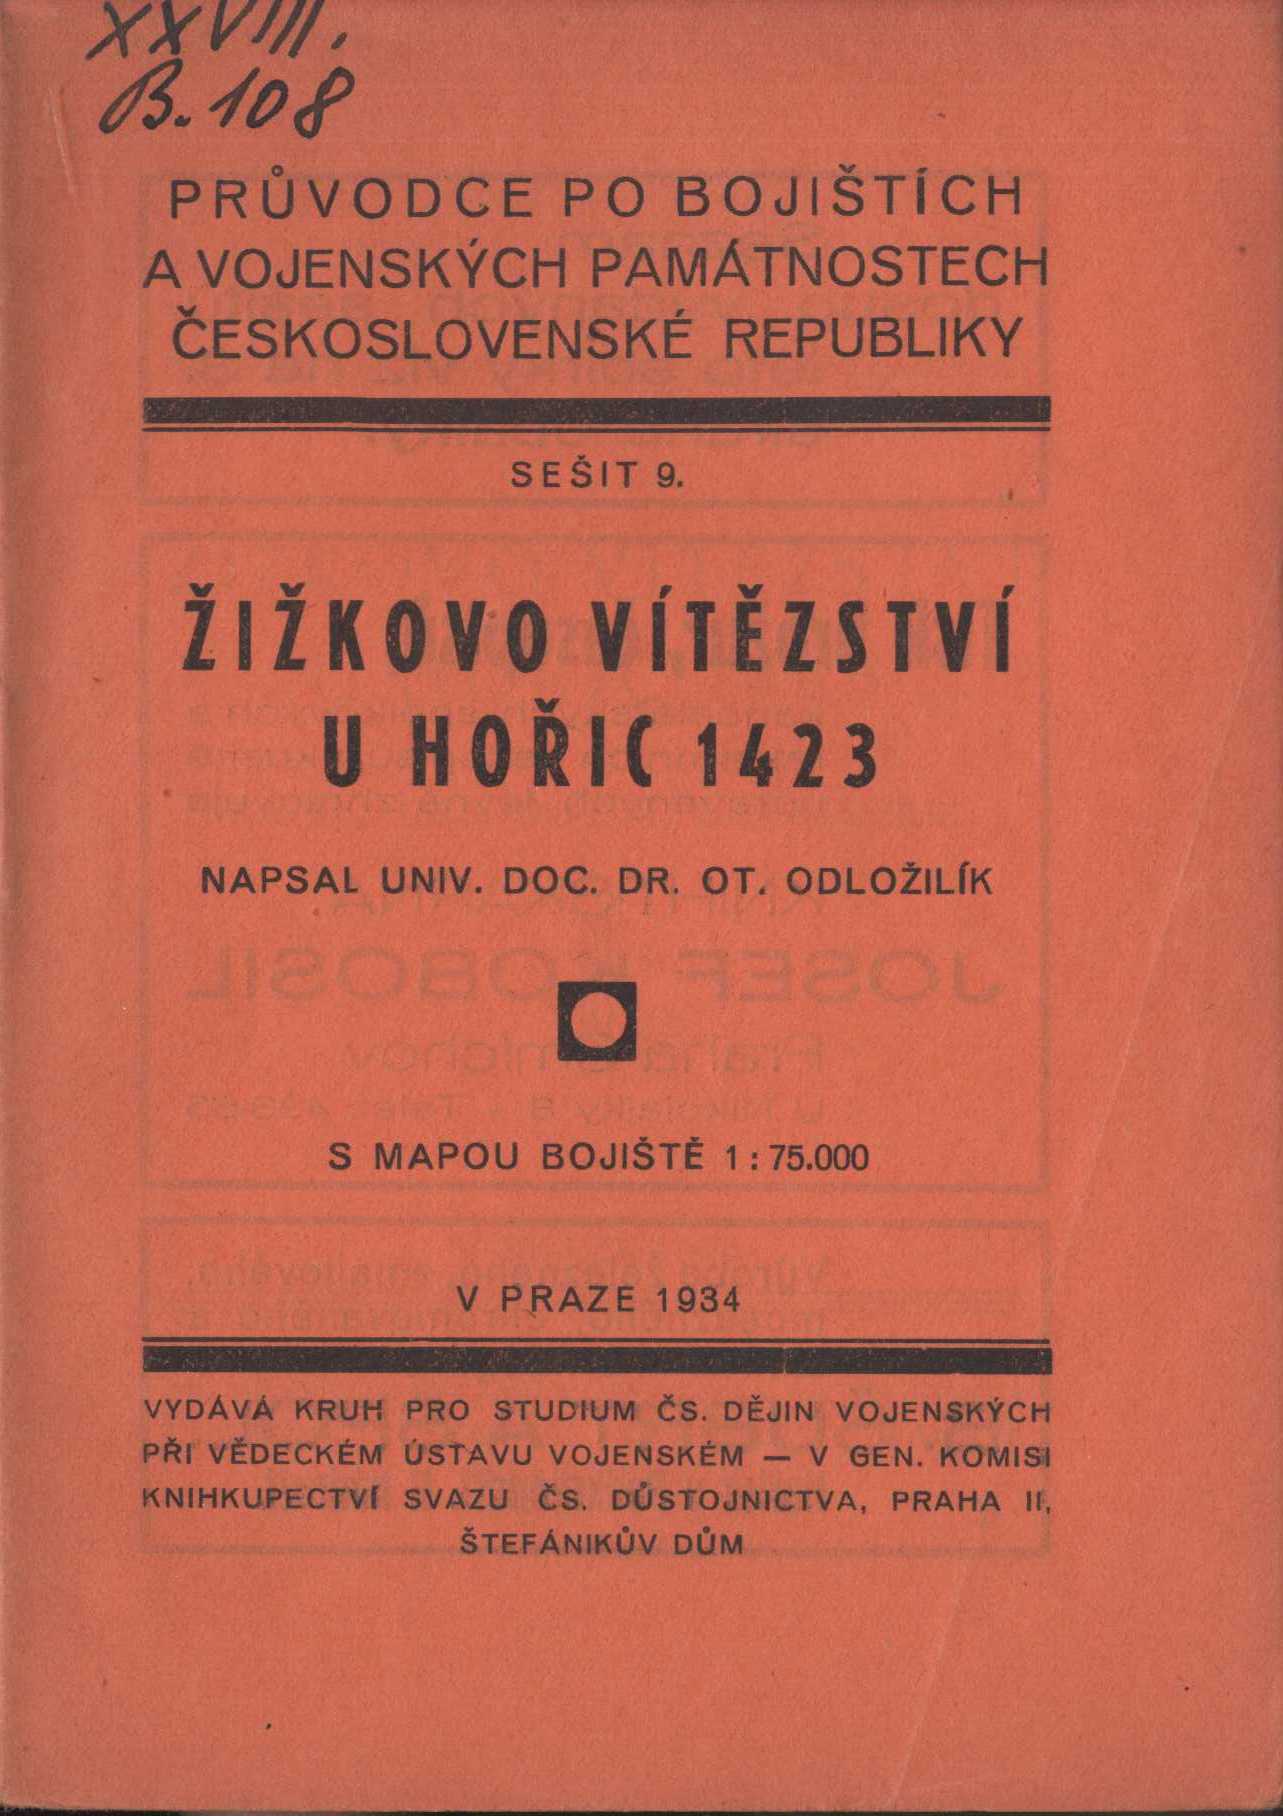 XXVIII.
B. 108
PRŮVODCE PO BOJIŠTÍCH
A VOJENSKÝCH PAMÁTNOSTECH
ČESKOSLOVENSKÉ REPUBLIKY
SEŠIT 9.
ŽIŽKOVO VÍTĚZSTVÍ
U HOŘIC 1423
NAPSAL UNIV. DOC. DR. OT. ODLOŽILÍK
S MAPOU BOJIŠTĚ 1 : 75.000
V PRAZE 1934
VYDÁVÁ KRUH PRO STUDIUM ČS. DĚJIN VOJENSKÝCH
PŘI VĚDECKÉM ÚSTAVU VOJENSKÉM — V GEN. KOMISI
KNIHKUPECTVÍ SVAZU ČS. DŮSTOJNICTVA, PRAHA II,
ŠTEFÁNIKŮV DŮM